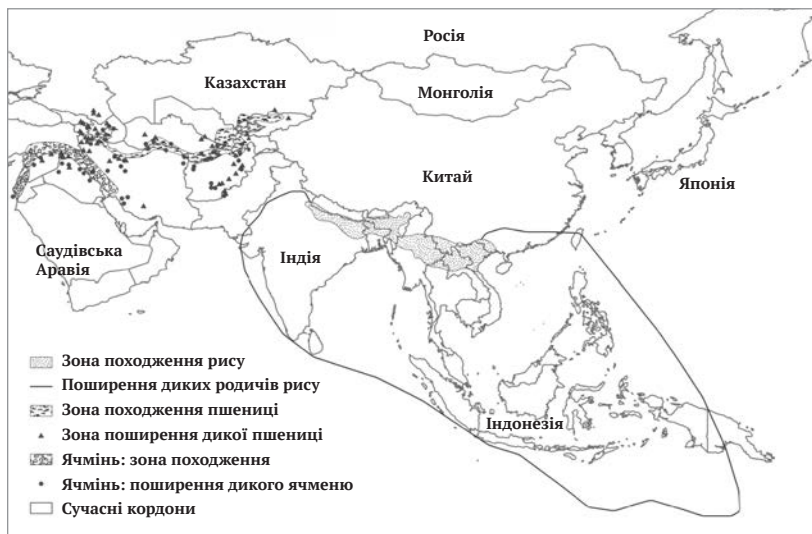 Росія
Казахстан
Монголія
Китай
Японія
Саудівська
Аравія
Індія
Індонезія
Зона походження рису
Поширення диких родичів рису
Зона походження пшениці
Зона поширення дикої пшениці
Ячмінь: зона походження
Ячмінь: поширення дикого ячменю
Сучасні кордони